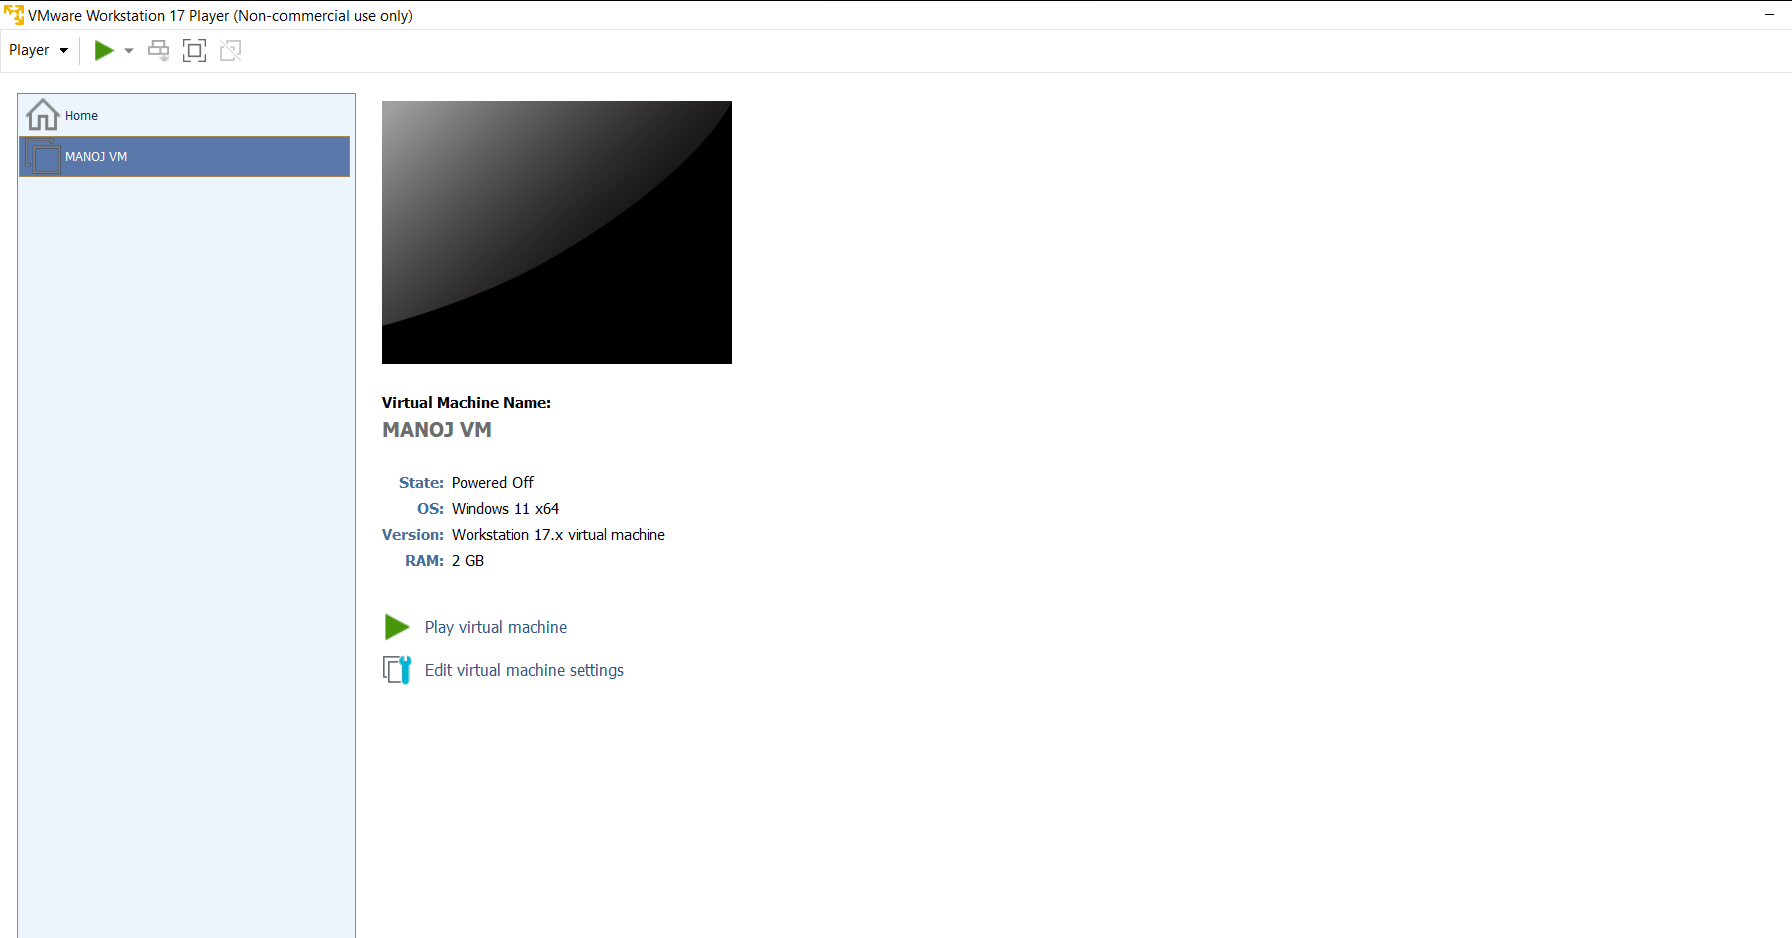 VMware Workstation 17 Player (Non-commercial use only)
Player
Home
MANOJ VM
Virtual Machine Name:
MANOJ VM
State: Powered Off
OS: Windows 11 x64
Version: Workstation 17.x virtual machine
RAM: 2 GB
Play virtual machine
Edit virtual machine settings